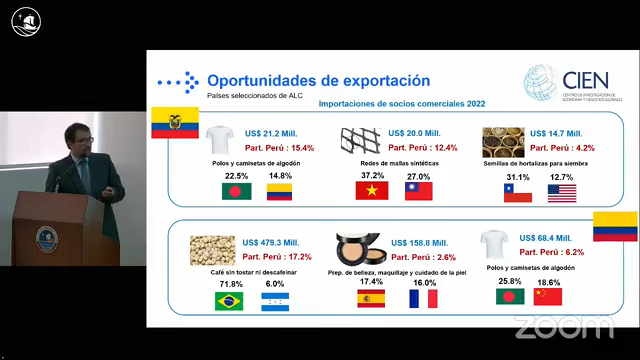 Oportunidades de exportación
Países seleccionados de ALC
CIEN
CENTRO DE INVESTIGACIÓN DE
ECONOMÍA Y NEGOCIOS GLOBALES
Importaciones de socios comerciales 2022
US$ 21.2 Mill.
Part. Perú : 15.4%
Polos y camisetas de algodón
22.5% 14.8%
US$ 20.0 Mill.
Part. Perú : 12.4%
Redes de mallas sintéticas
37.2% 27.0%
US$ 14.7 Mill.
Part. Perú : 4.2%
Semillas de hortalizas para siembra
31.1% 12.7%
US$ 479.3 Mill.
Part. Perú : 17.2%
Café sin tostar ni descafeinar
71.8% 6.0%
US$ 158.8 Mill.
Part. Perú : 2.6%
Prep. de belleza, maquillaje y cuidado de la piel
17.4% 16.0%
US$ 68.4 Mill.
Part. Perú : 6.2%
Polos y camisetas de algodón
25.8% 18.6%
zoom